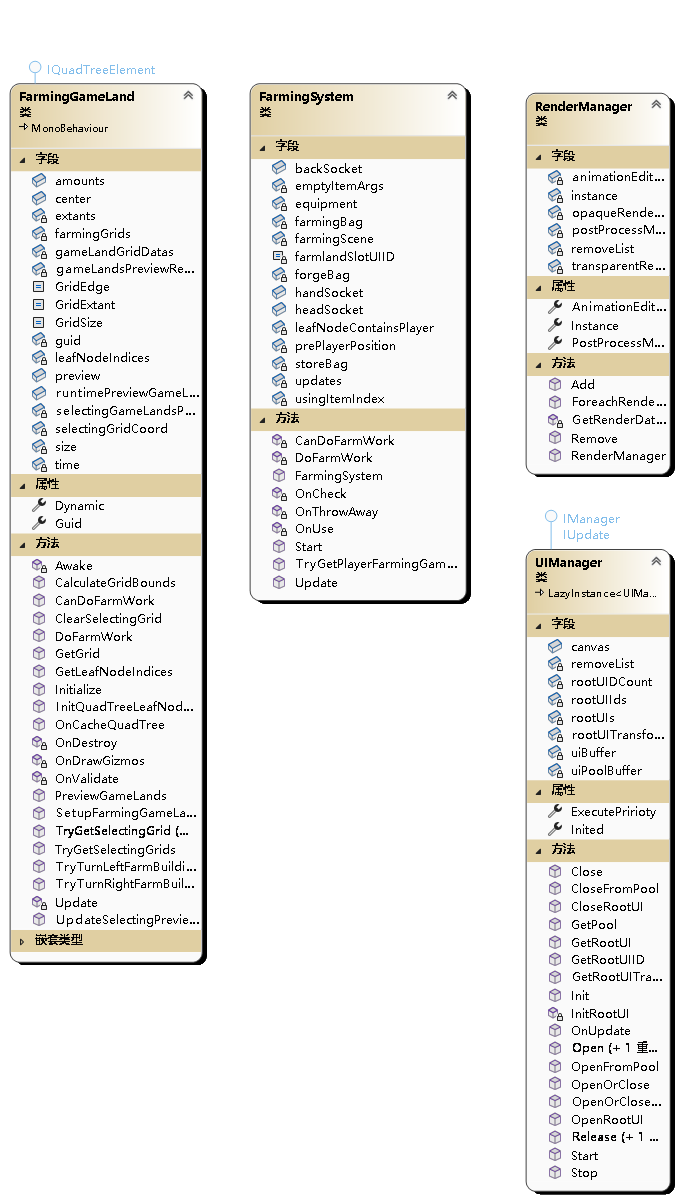 IQuadTreeElement
FarmingGameLand
类
MonoBehaviour
字段
amounts
center
extants
farmingGrids
gameLandGridDatas
gameLandsPreviewRe...
GridEdge
GridExtant
GridSize
guid
leafNodeIndices
preview
runtimePreviewGameL...
selectingGameLandsP...
selectingGridCoord
size
time
属性
Dynamic
Guid
方法
Awake
CalculateGridBounds
CanDoFarmWork
ClearSelectingGrid
DoFarmWork
GetGrid
GetLeafNodeIndices
Initialize
InitQuadTreeLeafNod...
OnCacheQuadTree
OnDestroy
OnDrawGizmos
OnValidate
PreviewGameLands
SetupFarmingGameLa...
TryGetSelectingGrid (...
TryGetSelectingGrids
TryTurnLeftFarmBuildi...
TryTurnRightFarmBuil...
Update
UpdateSelectingPrevie...
嵌套类型
FarmingSystem
类
字段
backSocket
emptyItemArgs
equipment
farmingBag
farmingScene
farmlandSlotUIID
forgeBag
handSocket
headSocket
leafNodeContainsPlayer
prePlayerPosition
storeBag
updates
usingItemIndex
方法
CanDoFarmWork
DoFarmWork
FarmingSystem
OnCheck
OnThrowAway
OnUse
Start
TryGetPlayerFarmingGam...
Update
RenderManager
类
字段
animationEdit...
instance
opaqueRende...
postProcessM...
removeList
transparentRe...
属性
AnimationEdit...
Instance
PostProcessM...
方法
Add
ForeachRende...
GetRenderDat...
Remove
RenderManager
IManager
IUpdate
UIManager
类
LazyInstance<UIMa...
字段
canvas
removeList
rootUIDCount
rootUIIds
rootUIs
rootUITransfo...
uiBuffer
uiPoolBuffer
属性
ExecutePririoty
Inited
方法
Close
CloseFromPool
CloseRootUI
GetPool
GetRootUI
GetRootUIID
GetRootUITra...
Init
InitRootUI
OnUpdate
Open (+ 1 重...
OpenFromPool
OpenOrClose
OpenOrClose...
OpenRootUI
Release (+ 1 ...
Start
Stop